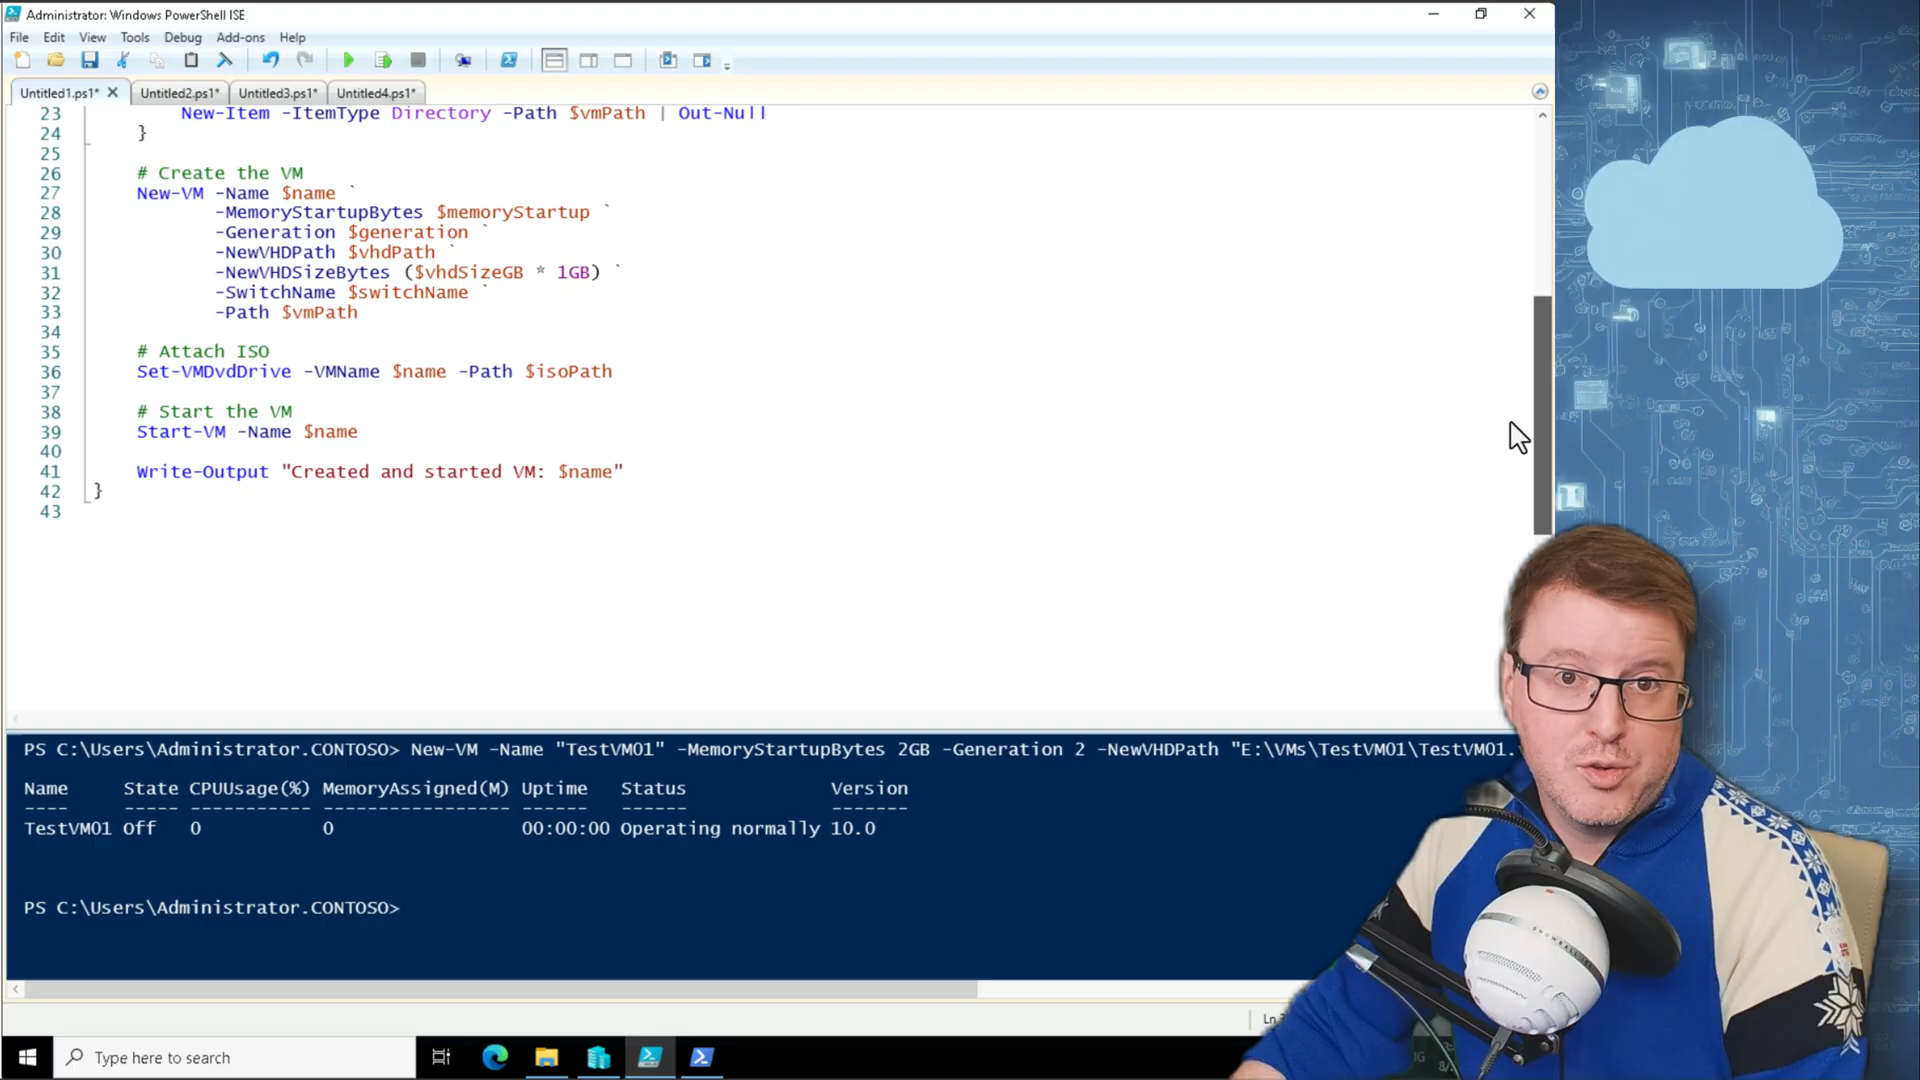 Administrator: Windows PowerShell ISE
File Edit View Tools Debug Add-ons Help
Untitled1.ps1* Untitled2.ps1* Untitled3.ps1* Untitled4.ps1*
23 New-Item -ItemType Directory -Path $vmPath | Out-Null
24 }
25
26 # Create the VM
27 New-VM -Name $name `
28 -MemoryStartupBytes $memoryStartup `
29 -Generation $generation `
30 -NewVHDPath $vhdPath `
31 -NewVHDSizeBytes ($vhdSizeGB * 1GB) `
32 -SwitchName $switchName `
33 -Path $vmPath
34
35 # Attach ISO
36 Set-VMDvdDrive -VMName $name -Path $isoPath
37
38 # Start the VM
39 Start-VM -Name $name
40
41 Write-Output "Created and started VM: $name"
42 }
43
PS C:\Users\Administrator.CONTOSO> New-VM -Name "TestVM01" -MemoryStartupBytes 2GB -Generation 2 -NewVHDPath "E:\VMs\TestVM01\TestVM01.
Name State CPUUsage(%) MemoryAssigned(M) Uptime Status Version
---- ----- ----------- ----------------- ------ ------ -------
TestVM01 Off 0 0 00:00:00 Operating normally 10.0
PS C:\Users\Administrator.CONTOSO>
Type here to search
SNOWBALL